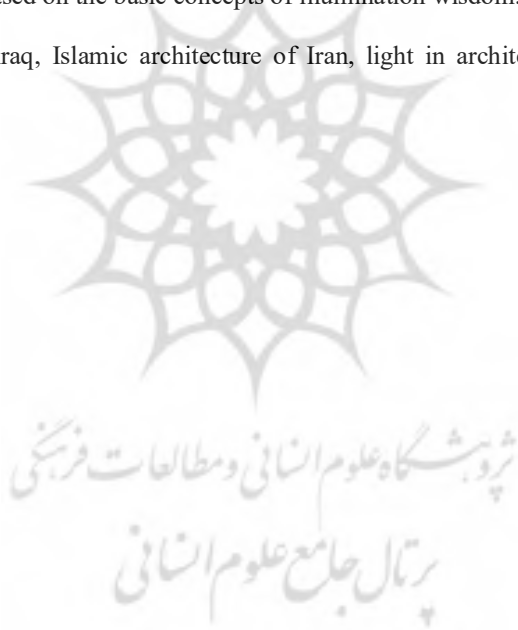 ased on the basic concepts of illumination wisdom.
raq, Islamic architecture of Iran, light in archite
پژوهشگاه علوم انسانی و مطالعات فرهنگی
پرتال جامع علوم انسانی